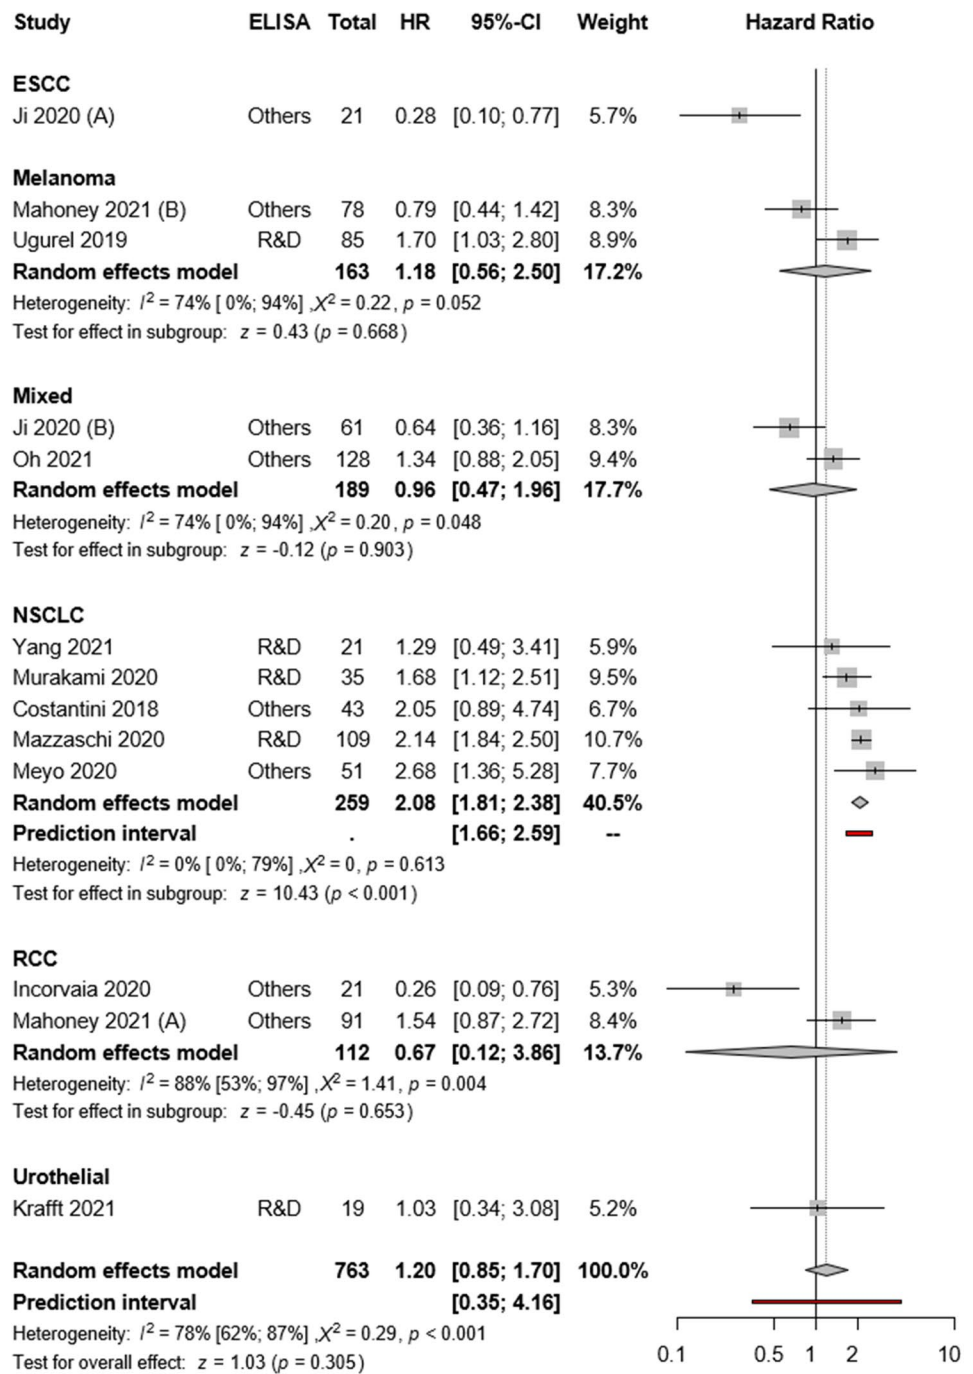 Study ELISA Total HR 95%-CI Weight Hazard Ratio
ESCC
Ji 2020 (A) Others 21 0.28 [0.10; 0.77] 5.7%
Melanoma
Mahoney 2021 (B) Others 78 0.79 [0.44; 1.42] 8.3%
Ugurel 2019 R&D 85 1.70 [1.03; 2.80] 8.9%
Random effects model 163 1.18 [0.56; 2.50] 17.2%
Heterogeneity: I² = 74% [ 0%; 94%] ,X² = 0.22, p = 0.052
Test for effect in subgroup: z = 0.43 (p = 0.668)
Mixed
Ji 2020 (B) Others 61 0.64 [0.36; 1.16] 8.3%
Oh 2021 Others 128 1.34 [0.88; 2.05] 9.4%
Random effects model 189 0.96 [0.47; 1.96] 17.7%
Heterogeneity: I² = 74% [ 0%; 94%] ,X² = 0.20, p = 0.048
Test for effect in subgroup: z = -0.12 (p = 0.903)
NSCLC
Yang 2021 R&D 21 1.29 [0.49; 3.41] 5.9%
Murakami 2020 R&D 35 1.68 [1.12; 2.51] 9.5%
Costantini 2018 Others 43 2.05 [0.89; 4.74] 6.7%
Mazzaschi 2020 R&D 109 2.14 [1.84; 2.50] 10.7%
Meyo 2020 Others 51 2.68 [1.36; 5.28] 7.7%
Random effects model 259 2.08 [1.81; 2.38] 40.5%
Prediction interval . [1.66; 2.59] --
Heterogeneity: I² = 0% [ 0%; 79%] ,X² = 0, p = 0.613
Test for effect in subgroup: z = 10.43 (p < 0.001)
RCC
Incorvaia 2020 Others 21 0.26 [0.09; 0.76] 5.3%
Mahoney 2021 (A) Others 91 1.54 [0.87; 2.72] 8.4%
Random effects model 112 0.67 [0.12; 3.86] 13.7%
Heterogeneity: I² = 88% [53%; 97%] ,X² = 1.41, p = 0.004
Test for effect in subgroup: z = -0.45 (p = 0.653)
Urothelial
Krafft 2021 R&D 19 1.03 [0.34; 3.08] 5.2%
Random effects model 763 1.20 [0.85; 1.70] 100.0%
Prediction interval [0.35; 4.16]
Heterogeneity: I² = 78% [62%; 87%] ,X² = 0.29, p < 0.001
Test for overall effect: z = 1.03 (p = 0.305)
0.1 0.5 1 2 10